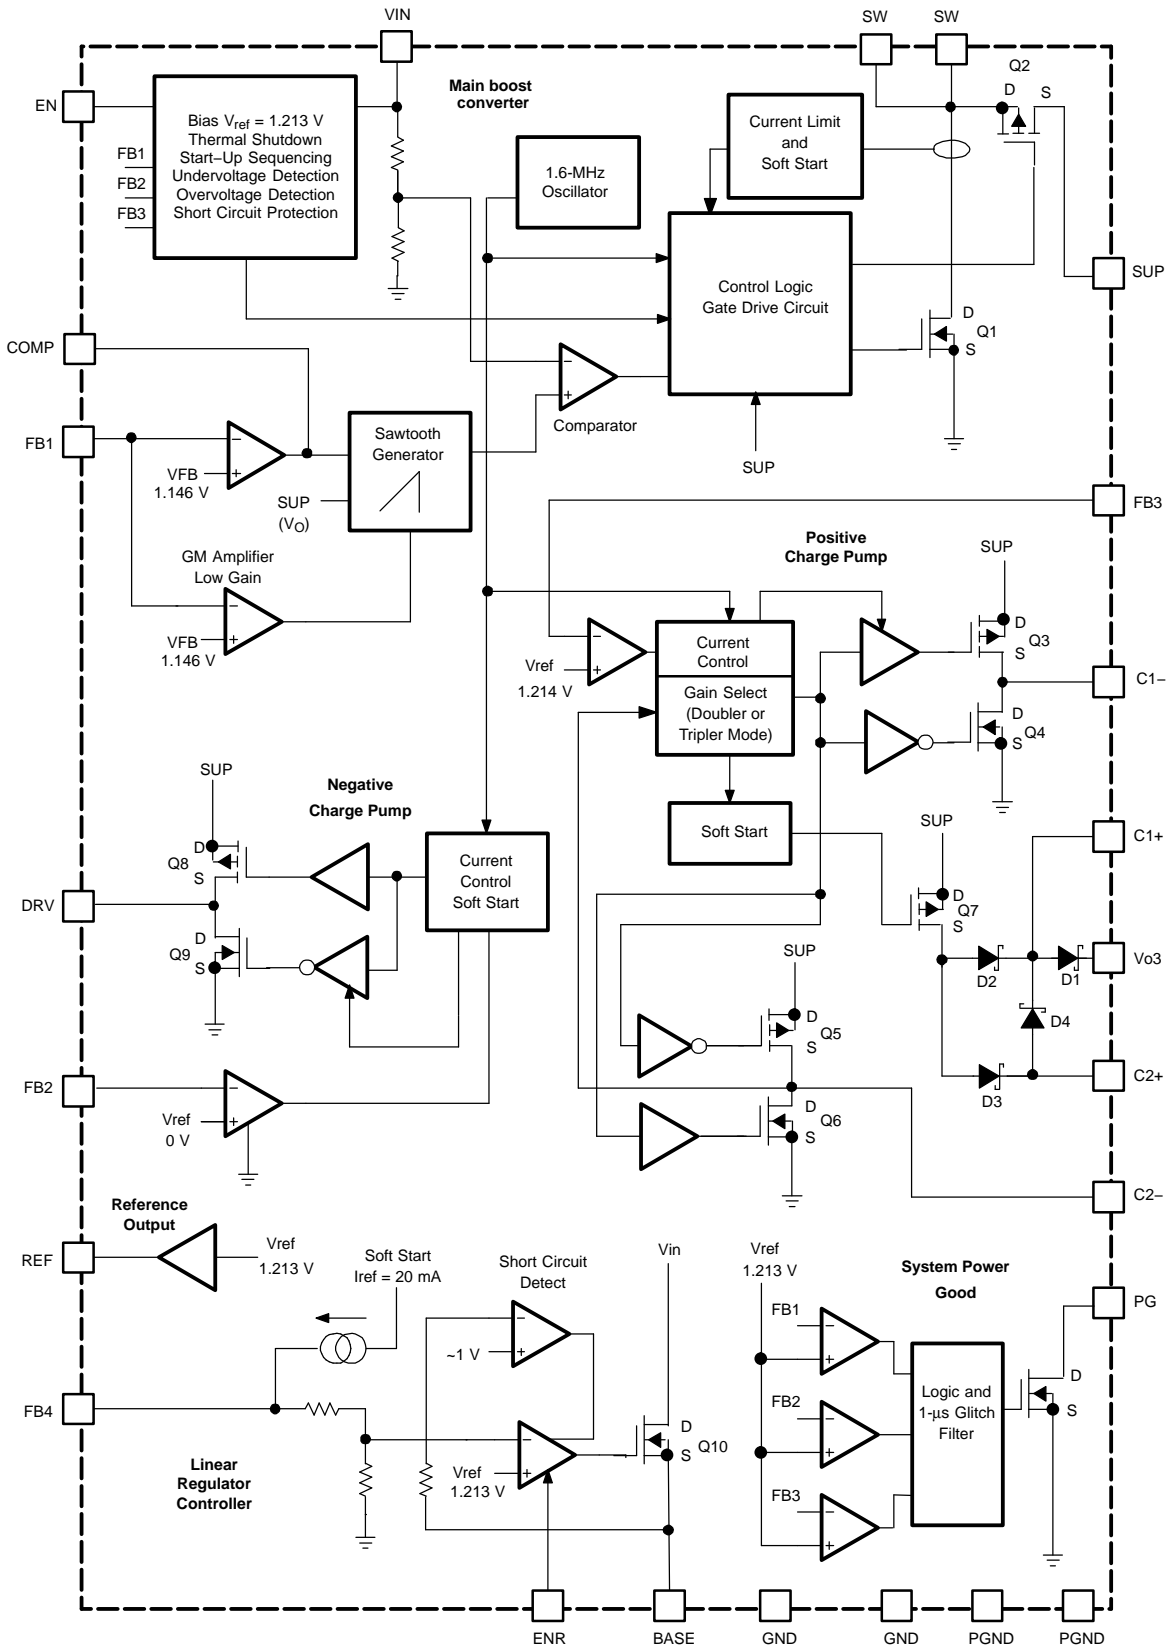 VIN
SW
SW
Q2
D
S
EN
Main boost
converter
Bias Vref = 1.213 V
Thermal Shutdown
Start–Up Sequencing
Undervoltage Detection
Overvoltage Detection
Short Circuit Protection
FB1
FB2
FB3
1.6-MHz
Oscillator
Current Limit
and
Soft Start
SUP
Control Logic
Gate Drive Circuit
D
Q1
S
COMP
–
+
Comparator
SUP
FB1
–
+
VFB
1.146 V
Sawtooth
Generator
SUP
(VO)
FB3
GM Amplifier
Low Gain
–
+
VFB
1.146 V
Positive
Charge Pump
SUP
D
Q3
S
–
+
Vref
1.214 V
Current
Control
Gain Select
(Doubler or
Tripler Mode)
C1–
D
Q4
S
SUP
Negative
Charge Pump
Soft Start
SUP
C1+
D
Q8
S
Current
Control
Soft Start
D
Q7
S
DRV
D
Q9
S
SUP
D2
D1
Vo3
D
Q5
S
D4
FB2
–
+
Vref
0 V
C2+
D3
D
Q6
S
C2–
Reference
Output
REF
Vref
1.213 V
Soft Start
Iref = 20 mA
Short Circuit
Detect
Vin
Vref
1.213 V
System Power
Good
PG
–
+
~1 V
FB1
–
+
FB4
Logic and
1-μs Glitch
Filter
D
S
FB2
–
+
–
+
Vref
1.213 V
D
Q10
S
Linear
Regulator
Controller
FB3
–
+
ENR
BASE
GND
GND
PGND
PGND